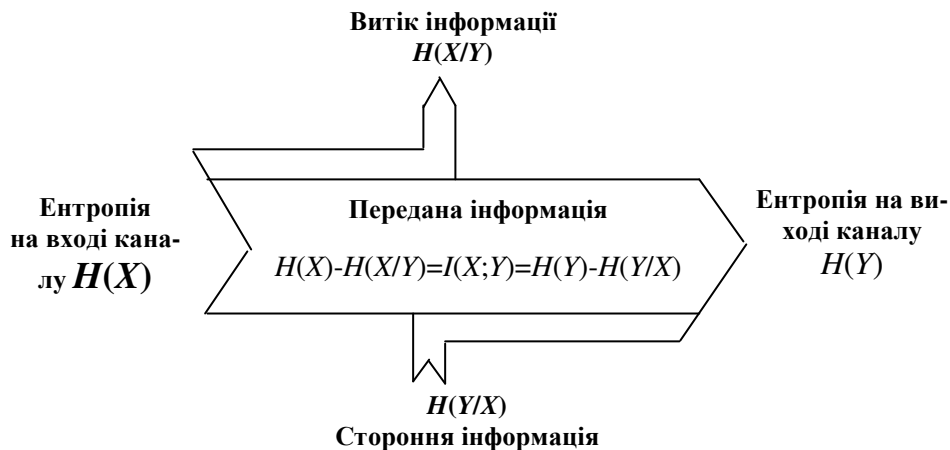 Витік інформації
H(X/Y)
Ентропія
на вході кана-
лу H(X)
Передана інформація
H(X)-H(X/Y)=I(X;Y)=H(Y)-H(Y/X)
Ентропія на ви-
ході каналу
H(Y)
H(Y/X)
Стороння інформація